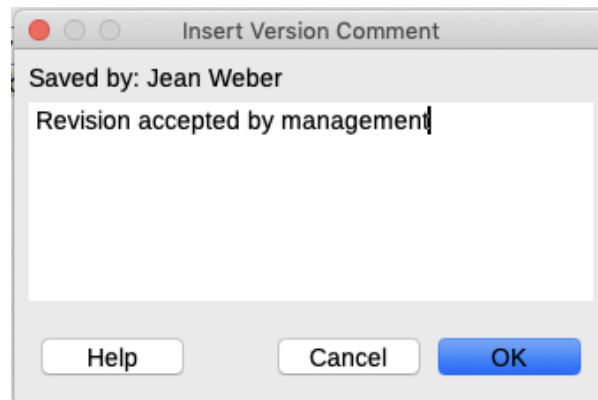 Insert Version Comment
Saved by: Jean Weber
Revision accepted by management
Help Cancel OK